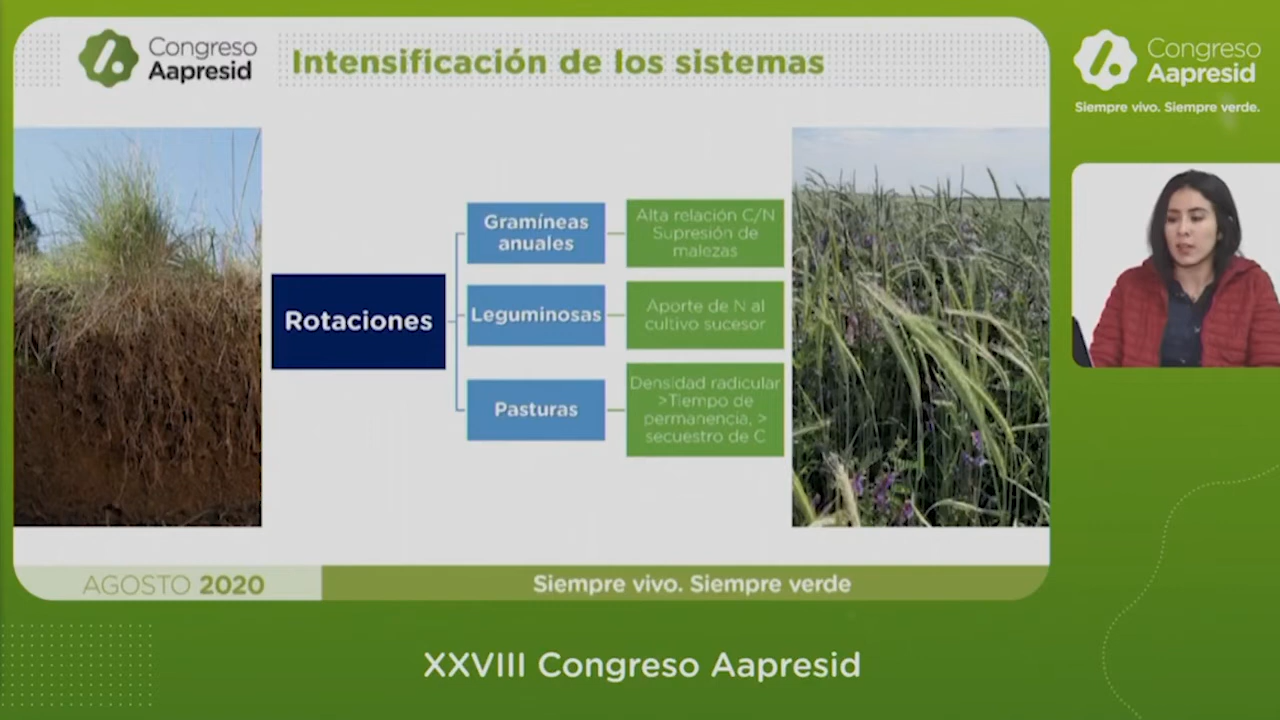 Congreso
Aapresid
Intensificación de los sistemas
Congreso
Aapresid
Siempre vivo. Siempre verde.
Rotaciones
Gramíneas
anuales
Alta relación C/N
Supresión de
malezas
Leguminosas
Aporte de N al
cultivo sucesor
Pasturas
Densidad radicular
>Tiempo de
permanencia, >
secuestro de C
AGOSTO 2020
Siempre vivo. Siempre verde
XXVIII Congreso Aapresid